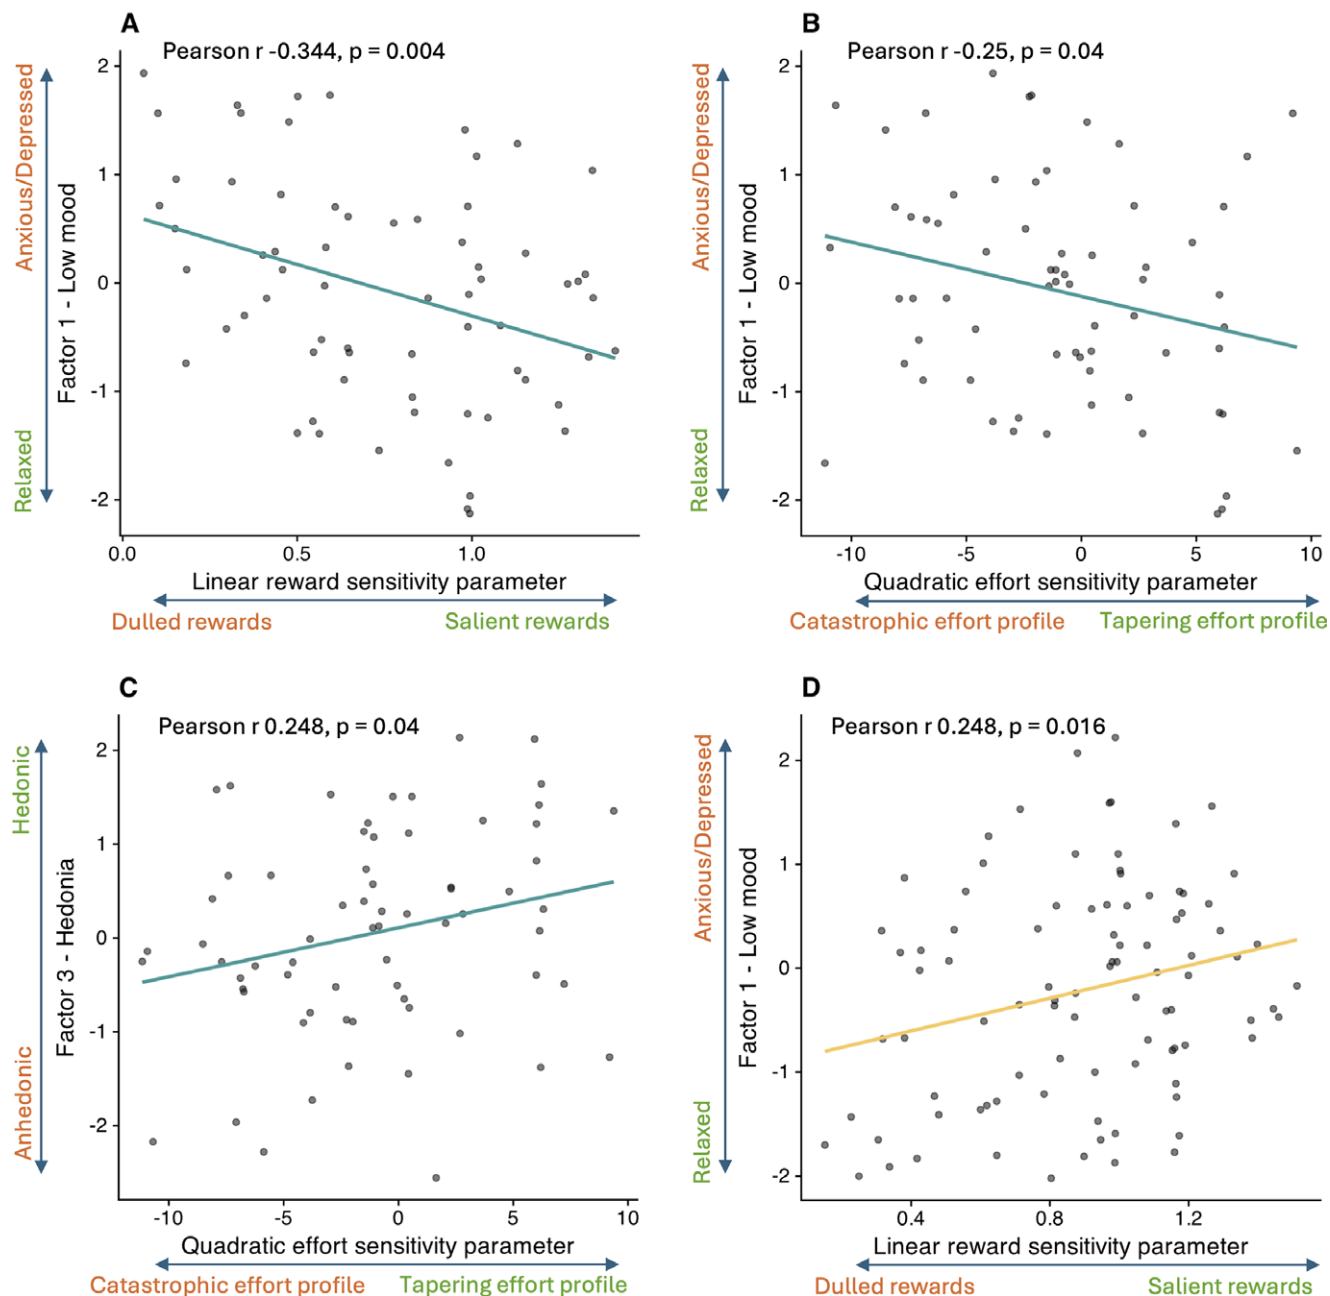 A
Pearson r -0.344, p = 0.004
Anxious/Depressed
Relaxed
Factor 1 - Low mood
2
1
0
-1
-2
0.0 0.5 1.0
Linear reward sensitivity parameter
Dulled rewards Salient rewards
B
Pearson r -0.25, p = 0.04
Anxious/Depressed
Relaxed
Factor 1 - Low mood
2
1
0
-1
-2
-10 -5 0 5 10
Quadratic effort sensitivity parameter
Catastrophic effort profile Tapering effort profile
C
Pearson r 0.248, p = 0.04
Hedonic
Anhedonic
Factor 3 - Hedonia
2
1
0
-1
-2
-10 -5 0 5 10
Quadratic effort sensitivity parameter
Catastrophic effort profile Tapering effort profile
D
Pearson r 0.248, p = 0.016
Anxious/Depressed
Relaxed
Factor 1 - Low mood
2
1
0
-1
-2
0.4 0.8 1.2
Linear reward sensitivity parameter
Dulled rewards Salient rewards